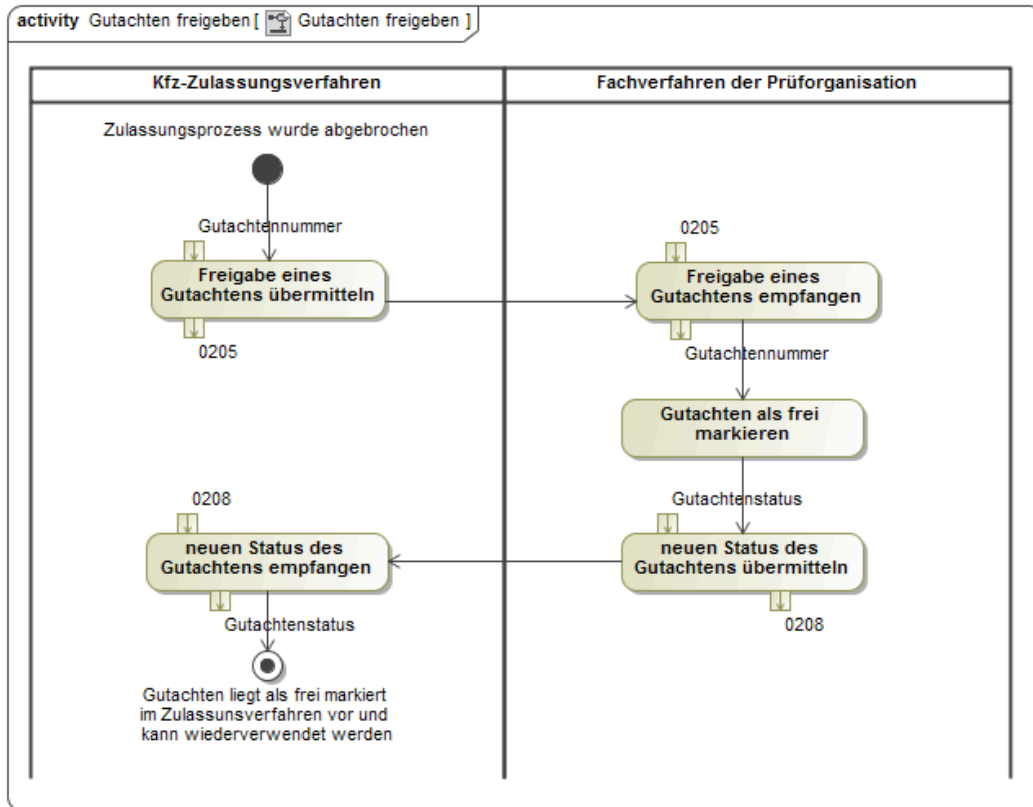 activity Gutachten freigeben [ Gutachten freigeben ]
Kfz-Zulassungsverfahren
Fachverfahren der Prüforganisation
Zulassungsprozess wurde abgebrochen
Gutachtennummer
Freigabe eines
Gutachtens übermitteln
0205
0205
Freigabe eines
Gutachtens empfangen
Gutachtennummer
Gutachten als frei
markieren
Gutachtenstatus
neuen Status des
Gutachtens übermitteln
0208
0208
neuen Status des
Gutachtens empfangen
Gutachtenstatus
Gutachten liegt als frei markiert
im Zulassunsverfahren vor und
kann wiederverwendet werden